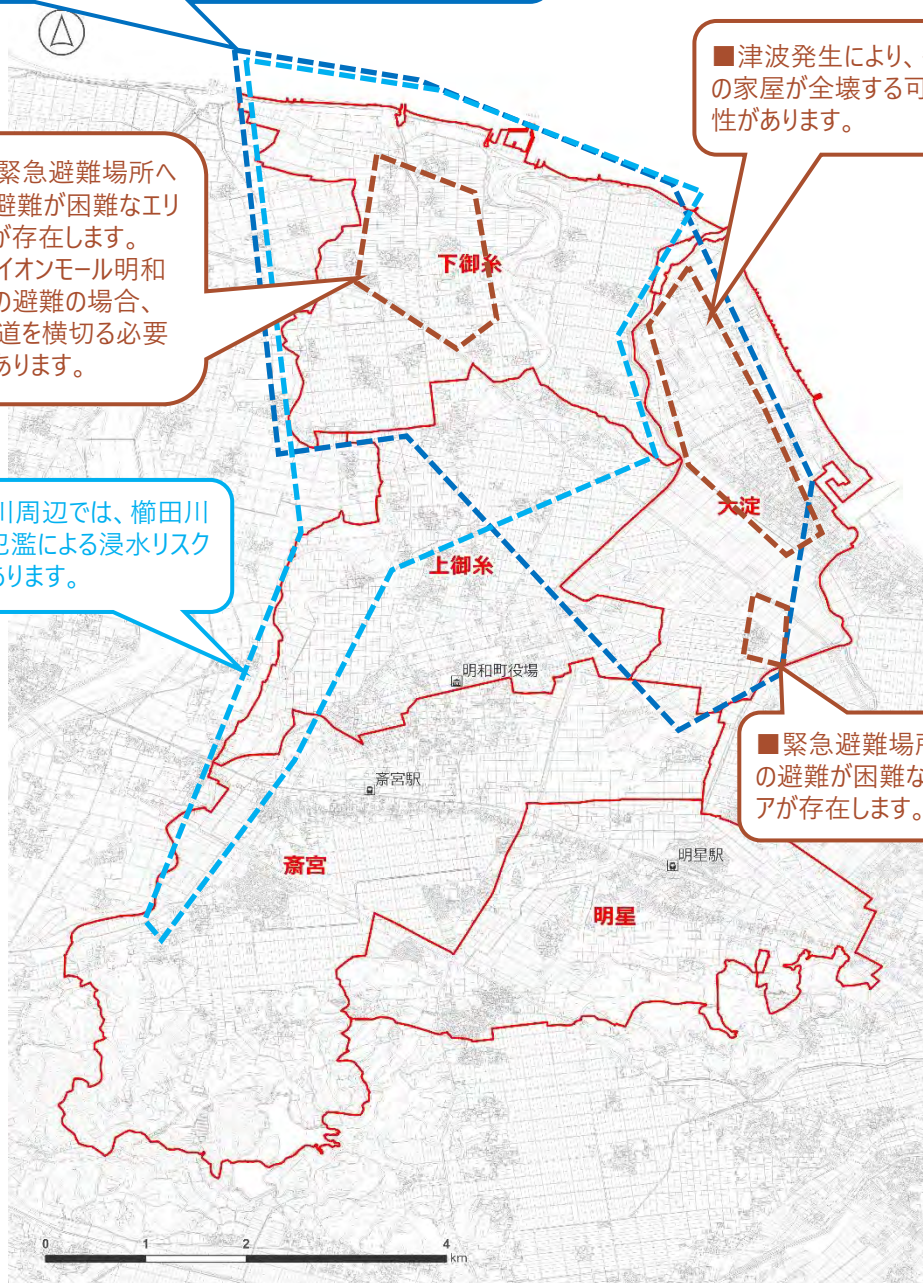 ■津波発生により、
の家屋が全壊する可
性があります。
緊急避難場所へ
避難が困難なエリ
が存在します。
イオンモール明和
の避難の場合、
道を横切る必要
あります。
下御糸
大淀
川周辺では、櫛田川
氾濫による浸水リスク
あります。
上御糸
明和町役場
■緊急避難場所
の避難が困難な
アが存在します。
斎宮駅
明星駅
斎宮
明星
0 1 2 4
km